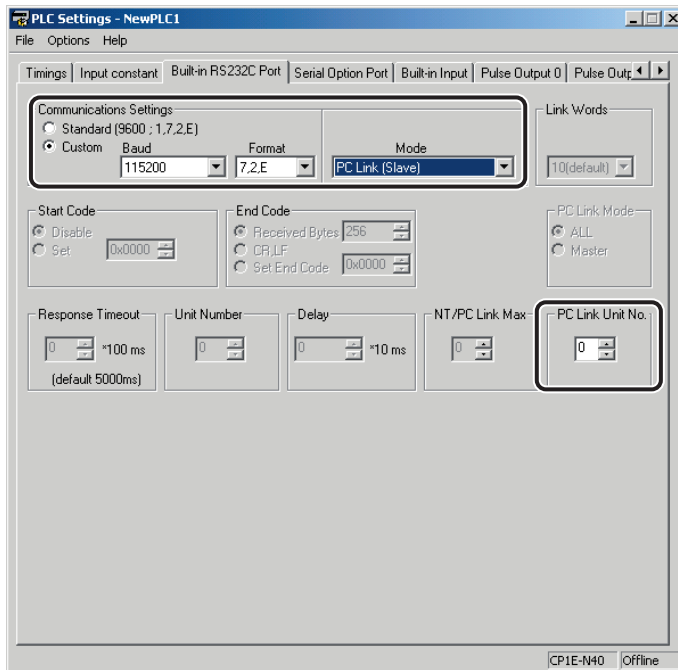 PLC Settings - NewPLC1
File Options Help
Timings Input constant Built-in RS232C Port Serial Option Port Built-in Input Pulse Output 0 Pulse Outp
Communications Settings
Standard (9600 ; 1,7,2,E)
Custom Baud Format Mode
115200 7,2,E PC Link (Slave)
Link Words
10(default)
Start Code
Disable
Set 0x0000
End Code
Received Bytes 256
CR,LF
Set End Code 0x0000
PC Link Mode
ALL
Master
Response Timeout
0 *100 ms
(default 5000ms)
Unit Number
0
Delay
0 *10 ms
NT/PC Link Max
0
PC Link Unit No.
0
CP1E-N40 Offline